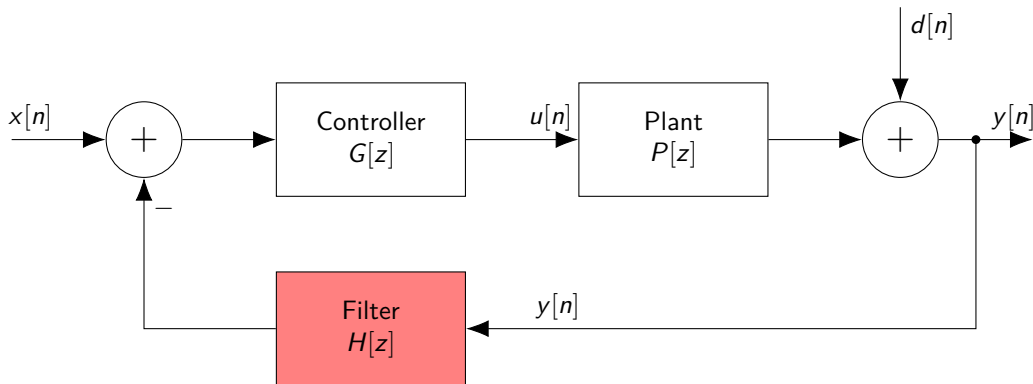 d[n]
x[n]
+
Controller
G[z]
u[n]
Plant
P[z]
+
y[n]
−
Filter
H[z]
y[n]